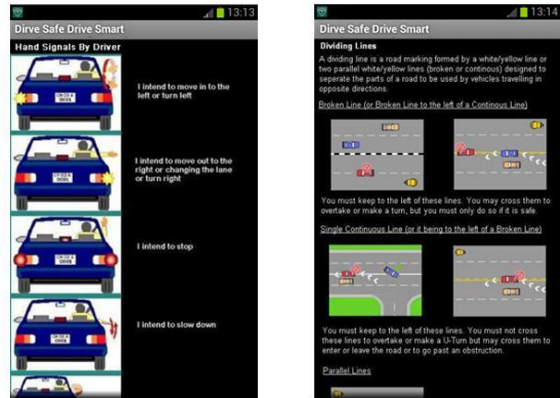 13:13
Dirve Safe Drive Smart
Hand Signals By Driver
I intend to move in to the
left or turn left
I intend to move out to the
right or changing the lane
or turn right
I intend to stop
I intend to slow down
13:14
Dirve Safe Drive Smart
Dividing Lines
A dividing line is a road marking formed by a white/yellow line or
two parallel white/yellow lines (broken or continous) designed to
seperate the parts of a road to be used by vehicles travelling in
opposite directions.
Broken Line (or Broken Line to the left of a Continous Line)
You must keep to the left of these lines. You may cross them to
overtake or make a turn, but you must only do so if it is safe.
Single Continuous Line (or it being to the left of a Broken Line)
You must keep to the left of these lines. You must not cross
these lines to overtake or make a U-Turn but may cross them to
enter or leave the road or to go past an obstruction.
Parallel Lines